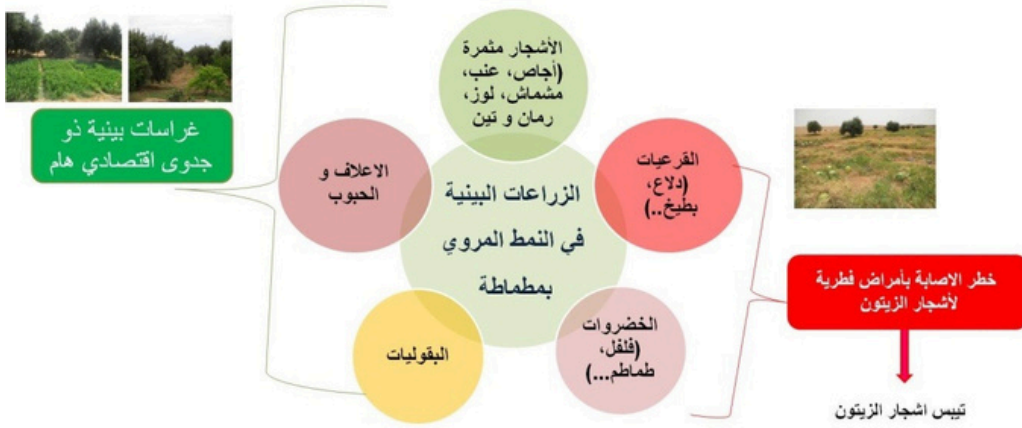 الأشجار مثمرة
(أجاص، عنب،
مشماش، لوز،
رمان و تين
القرعيات
(دلاع،
بطيخ..)
الخضروات
(فلفل،
طماطم...)
البقوليات
الاعلاف و
الحبوب
الزراعات البينية
في النمط المروي
بمطماطة
خطر الاصابة بأمراض فطرية
لأشجار الزيتون
تيبس اشجار الزيتون
غراسات بينية ذو
جدوى اقتصادي هام